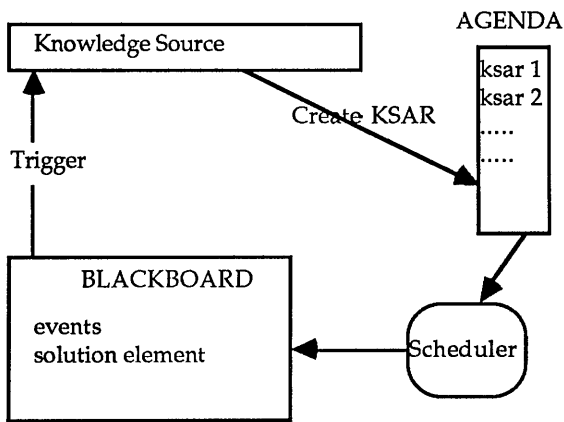 AGENDA
Knowledge Source
ksar 1
ksar 2
.....
.....
Create KSAR
Trigger
BLACKBOARD
events
solution element
Scheduler